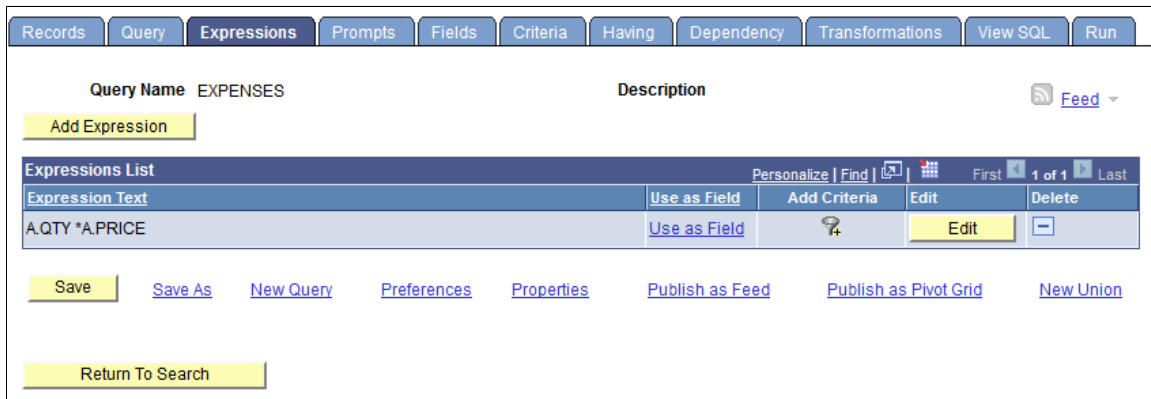 Records Query Expressions Prompts Fields Criteria Having Dependency Transformations View SQL Run
Query Name EXPENSES Description Feed
Add Expression
Expressions List Personalize | Find | | First 1 of 1 Last
Expression Text Use as Field Add Criteria Edit Delete
A.QTY *A.PRICE Use as Field Edit
Save Save As New Query Preferences Properties Publish as Feed Publish as Pivot Grid New Union
Return To Search